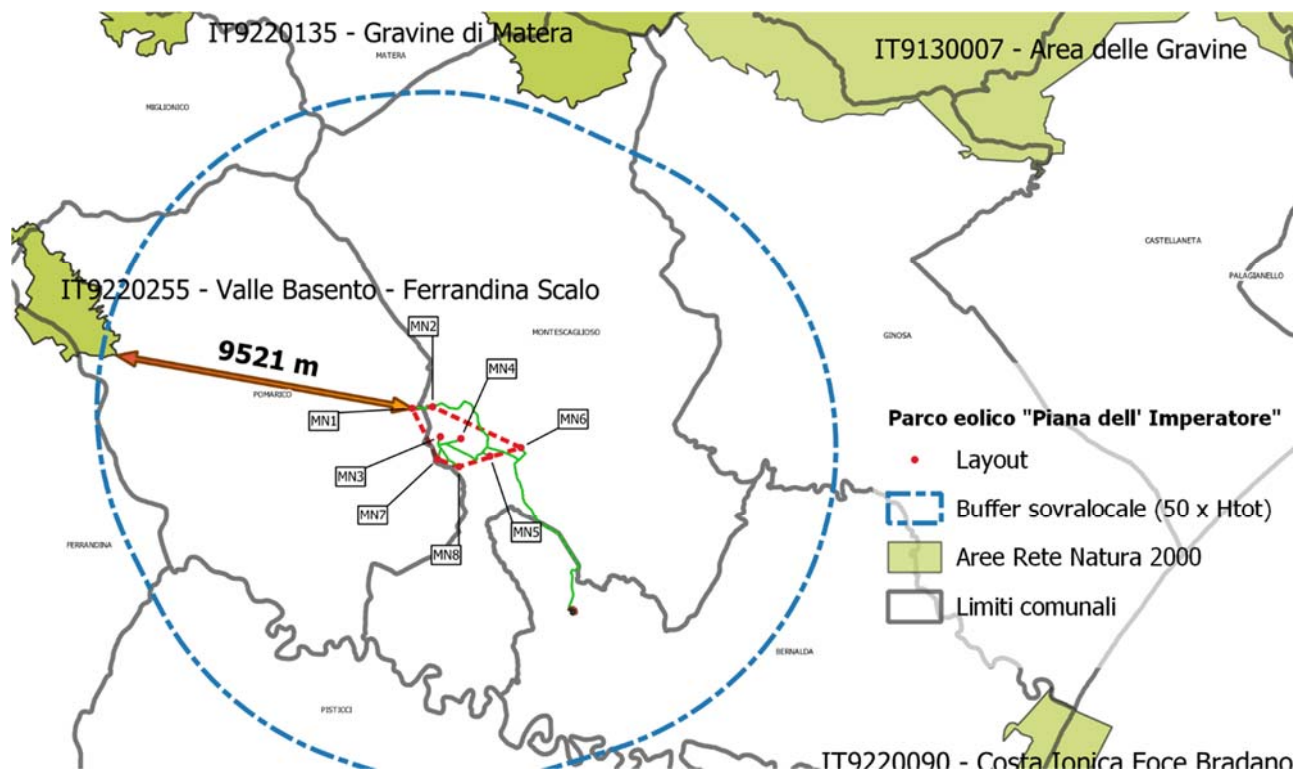 IT9220135 - Gravine di Matera
IT9130007 - Area delle Gravine
MATERA
MIGLIONICO
CASTELLANETA
PALAGIANELLO
IT9220255 - Valle Basento - Ferrandina Scalo
MN2
MONTESCAGLIOSO
GINOSA
9521 m
MN4
POMARICO
MN1
MN6
Parco eolico "Piana dell' Imperatore"
Layout
MN3
Buffer sovralocale (50 x Htot)
MN7
MN5
FERRANDINA
MN8
Aree Rete Natura 2000
Limiti comunali
BERNALDA
PISTICCI
IT9220090 - Costa Ionica Foce Bradano